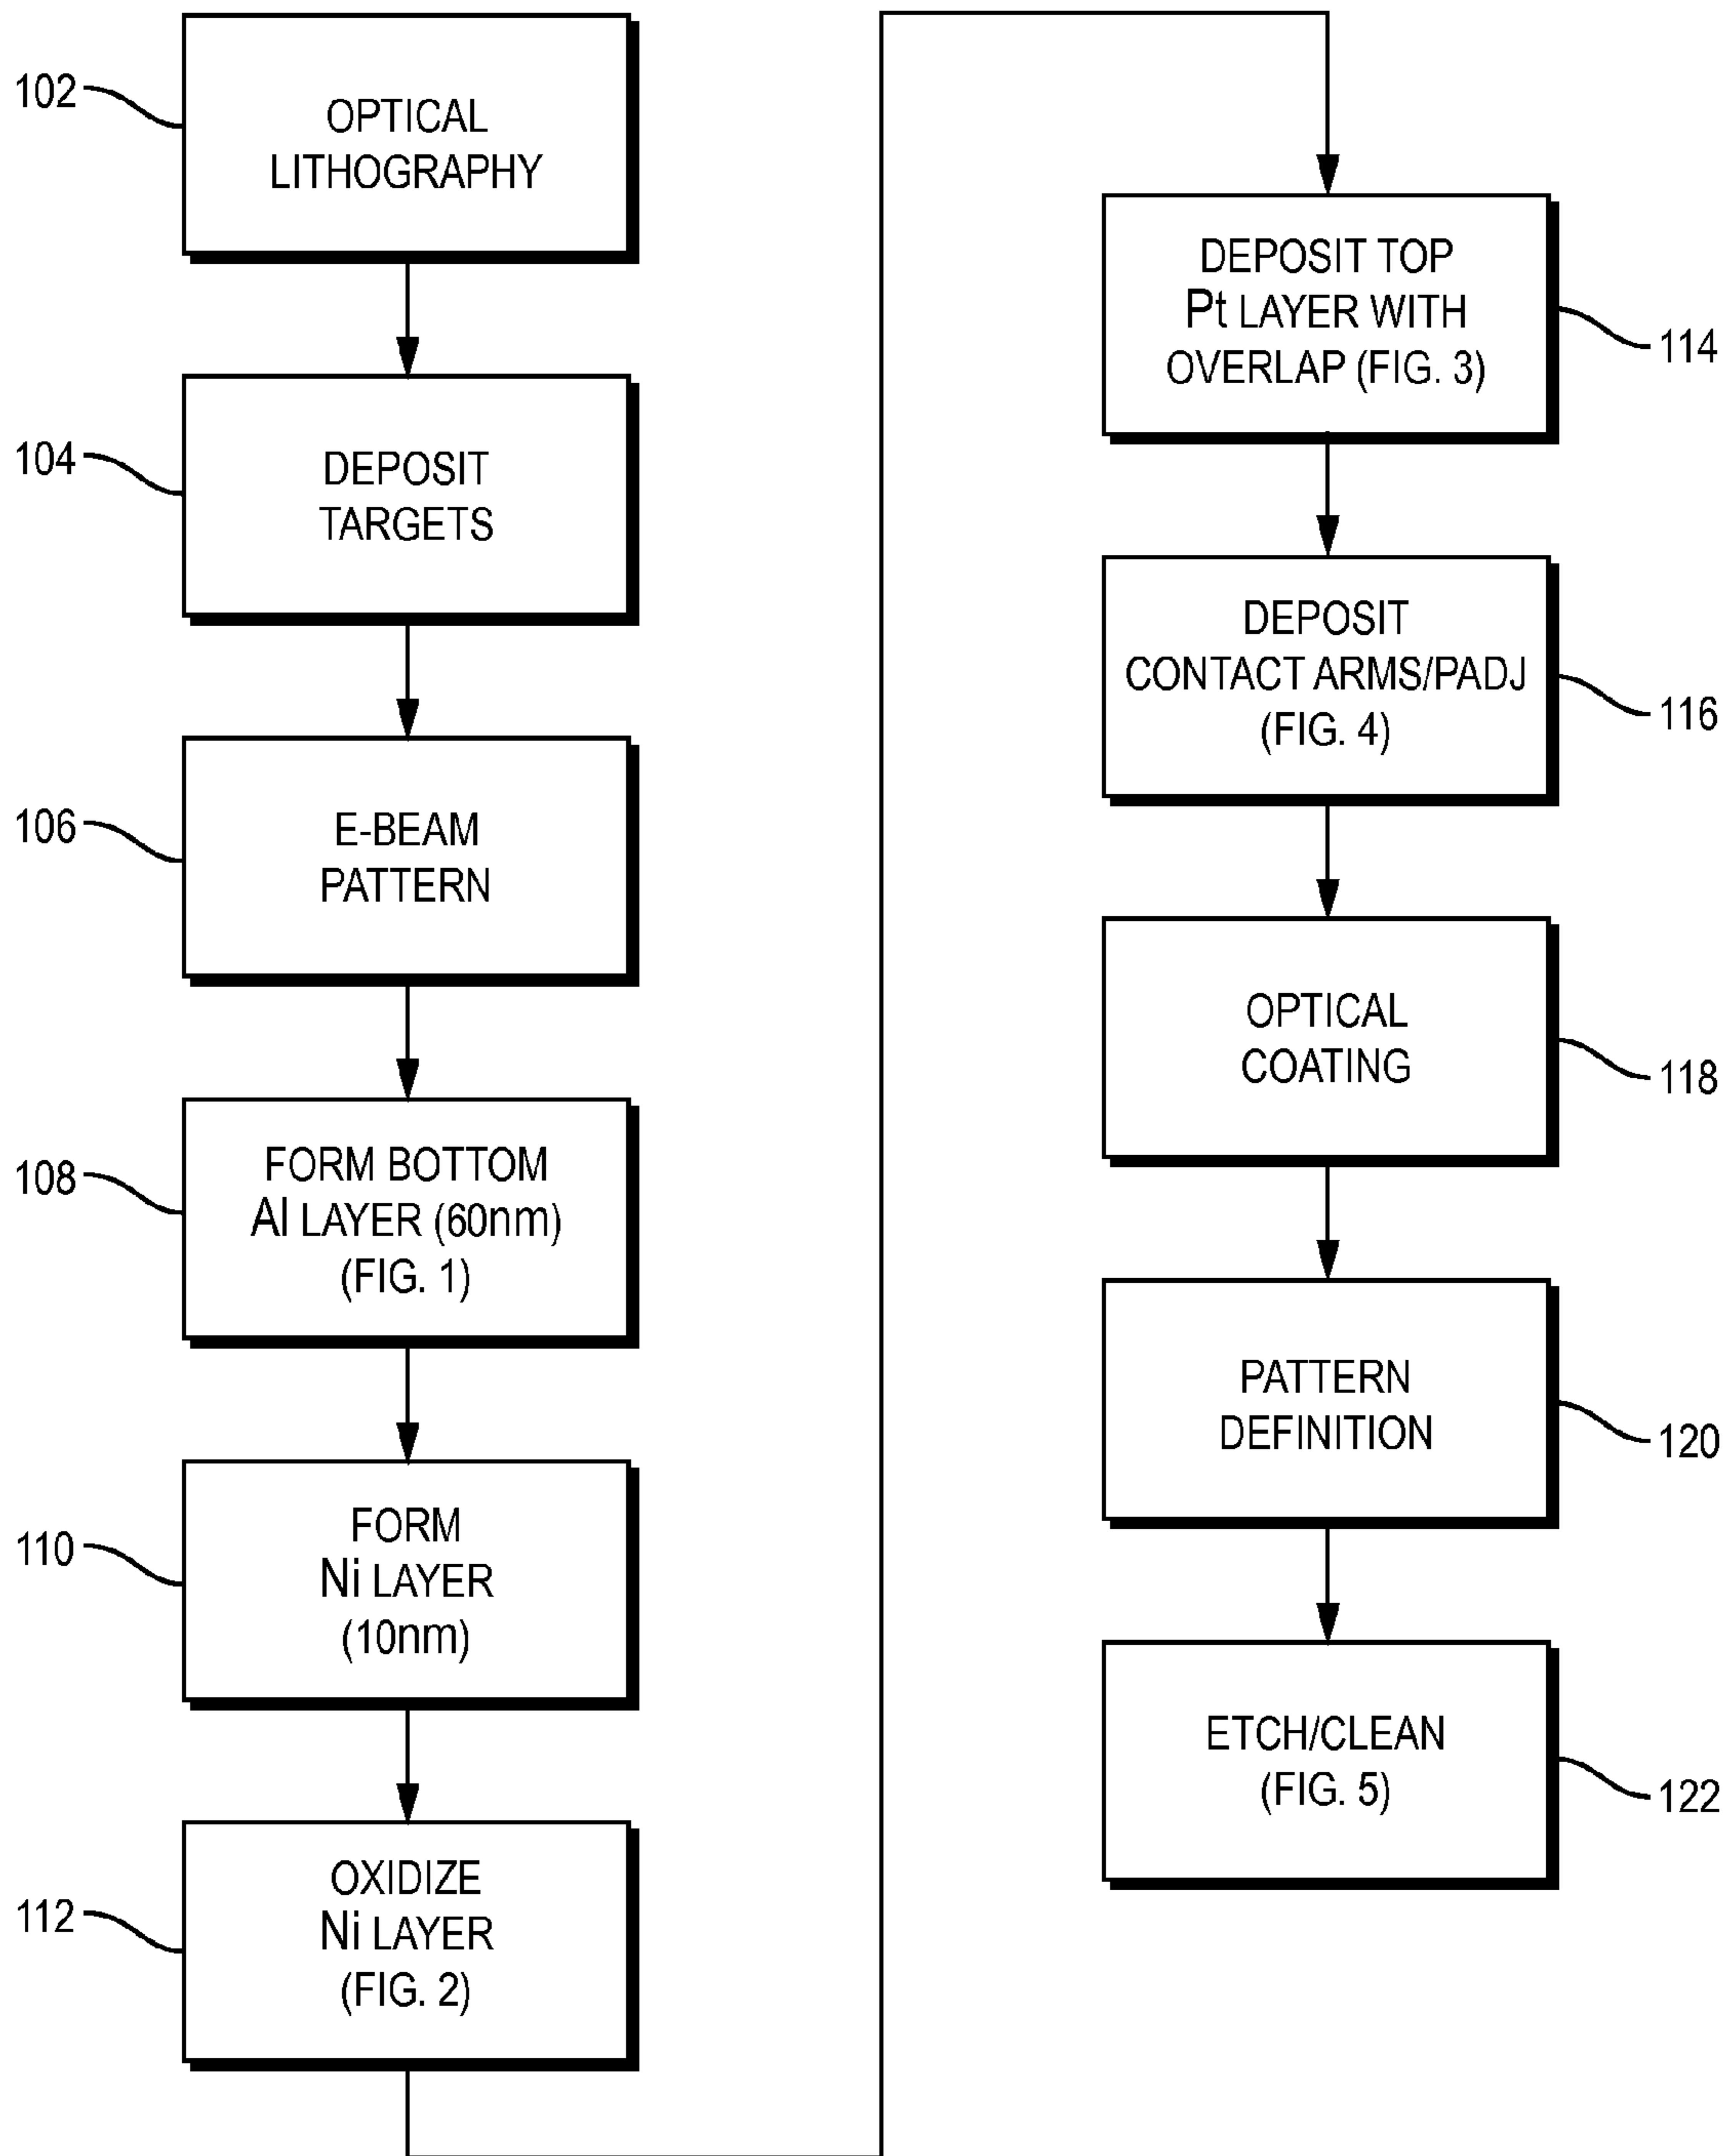 102
OPTICAL
LITHOGRAPHY
104
DEPOSIT
TARGETS
106
E-BEAM
PATTERN
108
FORM BOTTOM
Al LAYER (60nm)
(FIG. 1)
110
FORM
Ni LAYER
(10nm)
112
OXIDIZE
Ni LAYER
(FIG. 2)
DEPOSIT TOP
Pt LAYER WITH
OVERLAP (FIG. 3)
114
DEPOSIT
CONTACT ARMS/PADJ
(FIG. 4)
116
OPTICAL
COATING
118
PATTERN
DEFINITION
120
ETCH/CLEAN
(FIG. 5)
122